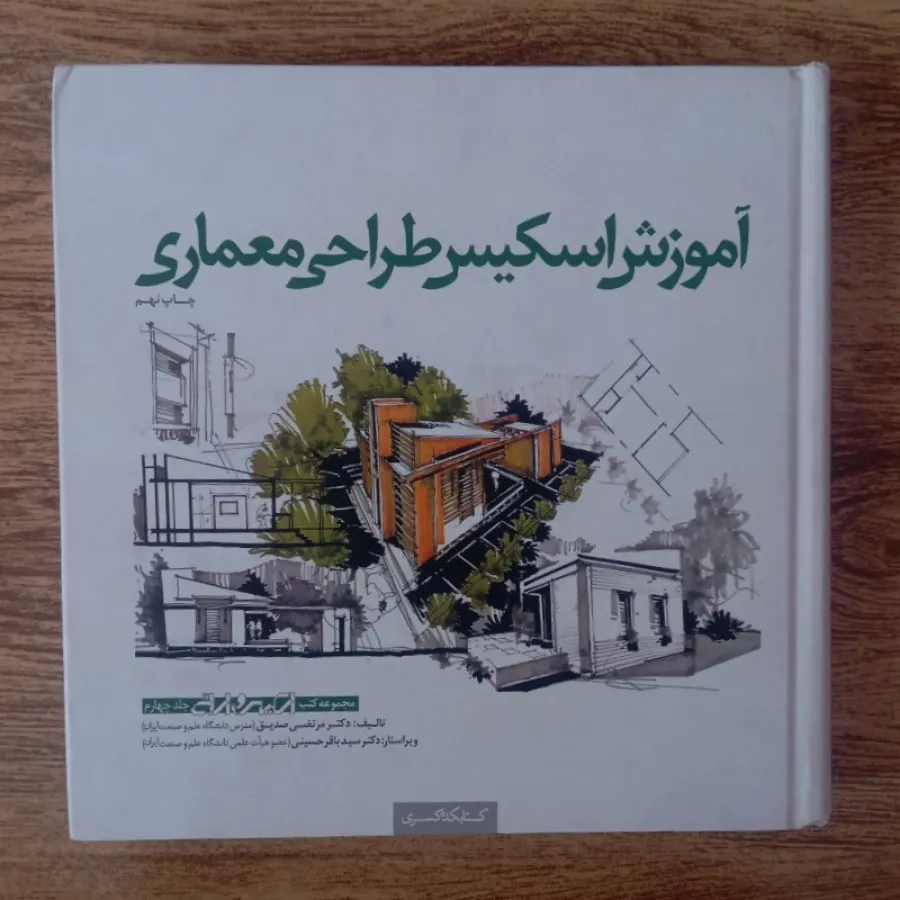 آموزش اسکیس طراحی معماری
چاپ نهم
مجموعه کتب جلد چهارم
تالیف: دکتر مرتضی صدیق (مدرس دانشگاه علم و صنعت ایران)
ویراستار: دکتر سید باقر حسینی (عضو هیأت علمی دانشگاه علم و صنعت ایران)
کتابکده کسری